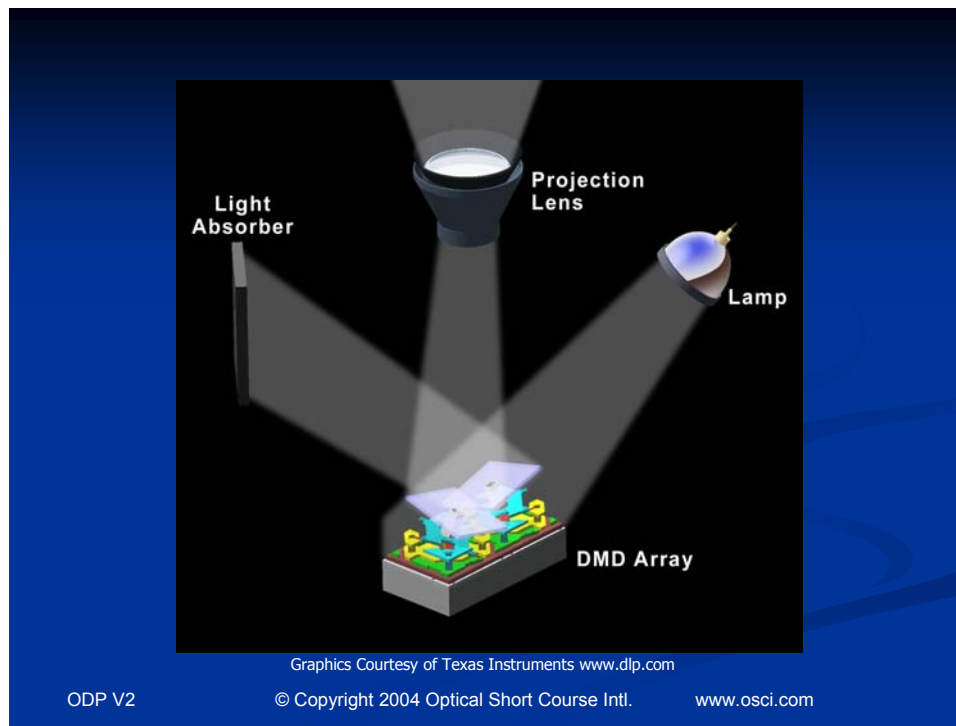 Light
Absorber
Projection
Lens
Lamp
DMD Array
Graphics Courtesy of Texas Instruments www.dlp.com
ODP V2 © Copyright 2004 Optical Short Course Intl. www.osci.com